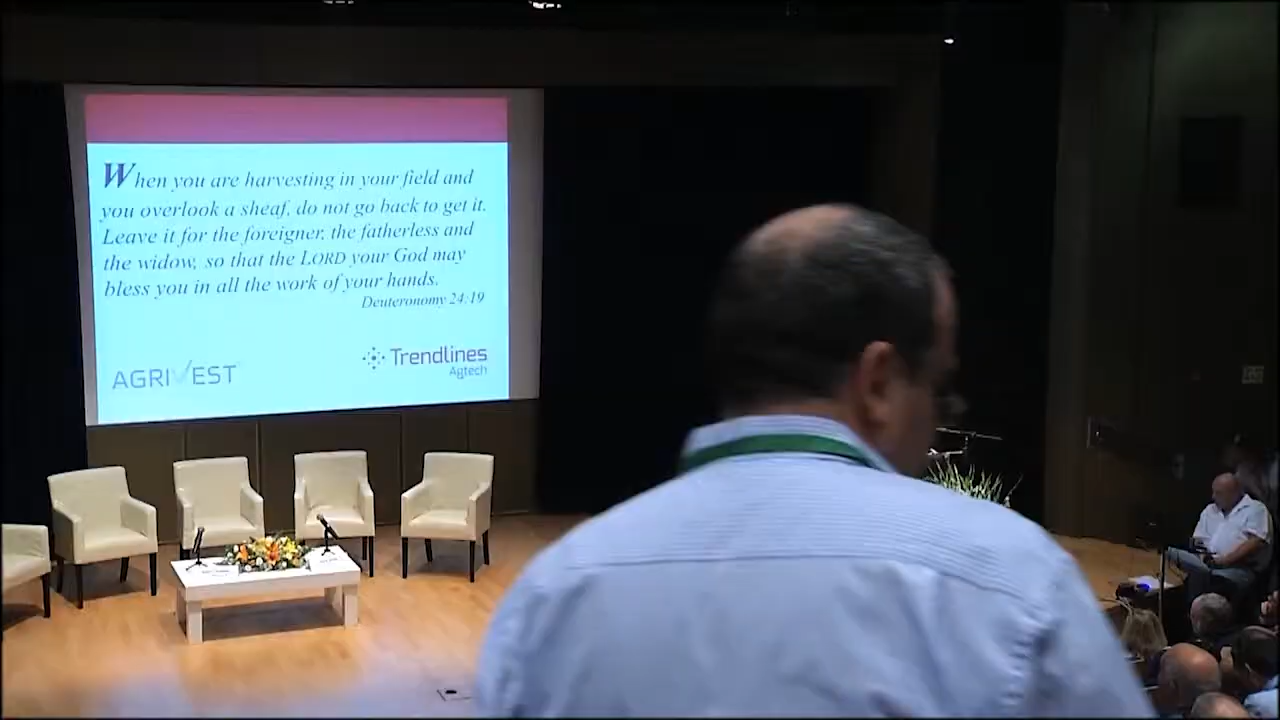 When you are harvesting in your field and
you overlook a sheaf, do not go back to get it.
Leave it for the foreigner, the fatherless and
the widow, so that the LORD your God may
bless you in all the work of your hands.
Deuteronomy 24:19
AGRIVEST
Trendlines
Agtech